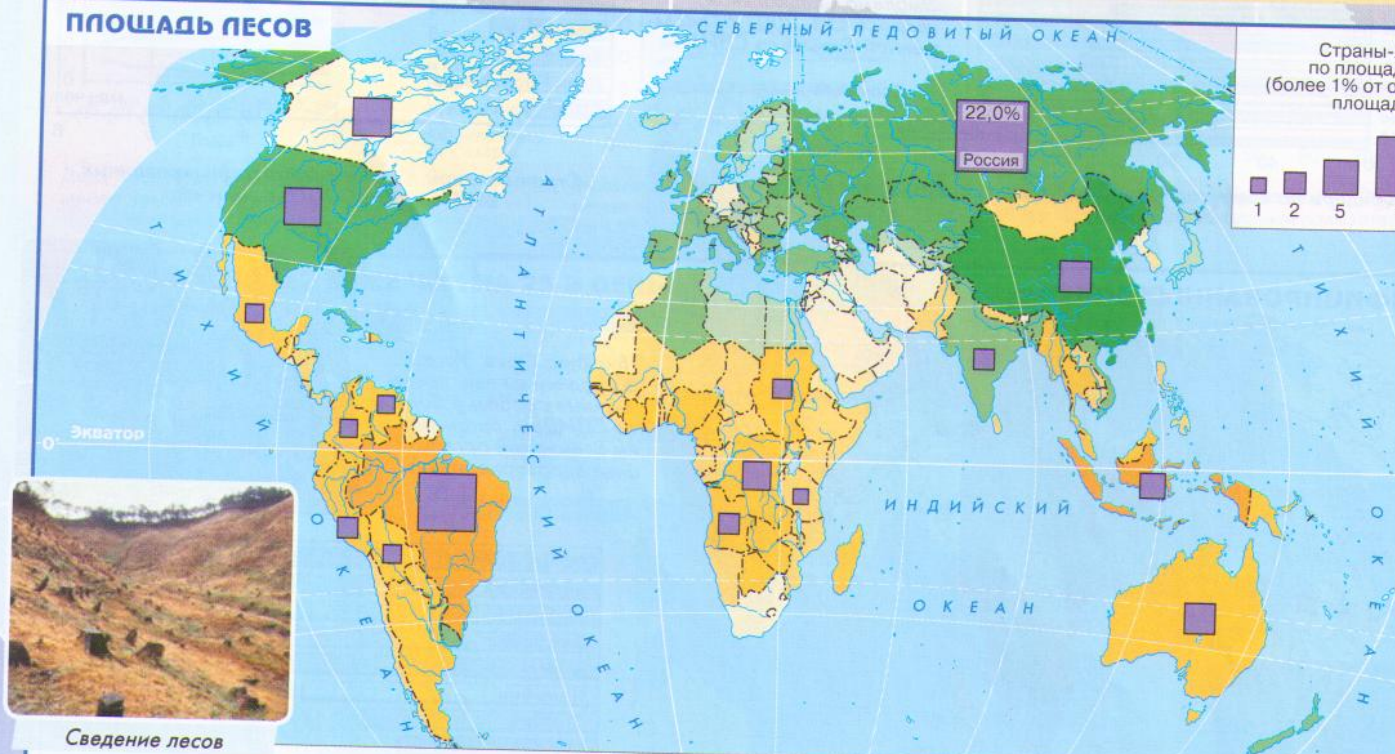 ПЛОЩАДЬ ЛЕСОВ
СЕВЕРНЫЙ ЛЕДОВИТЫЙ ОКЕАН
Страны-
по площад
(более 1% от о
площад
1 2 5
22,0%
Россия
ТИХИЙ
ОКЕАН
АТЛАНТИЧЕСКИЙ
ОКЕАН
ТИХИЙ
ОКЕАН
0° Экватор
ИНДИЙСКИЙ
ОКЕАН
Сведение лесов